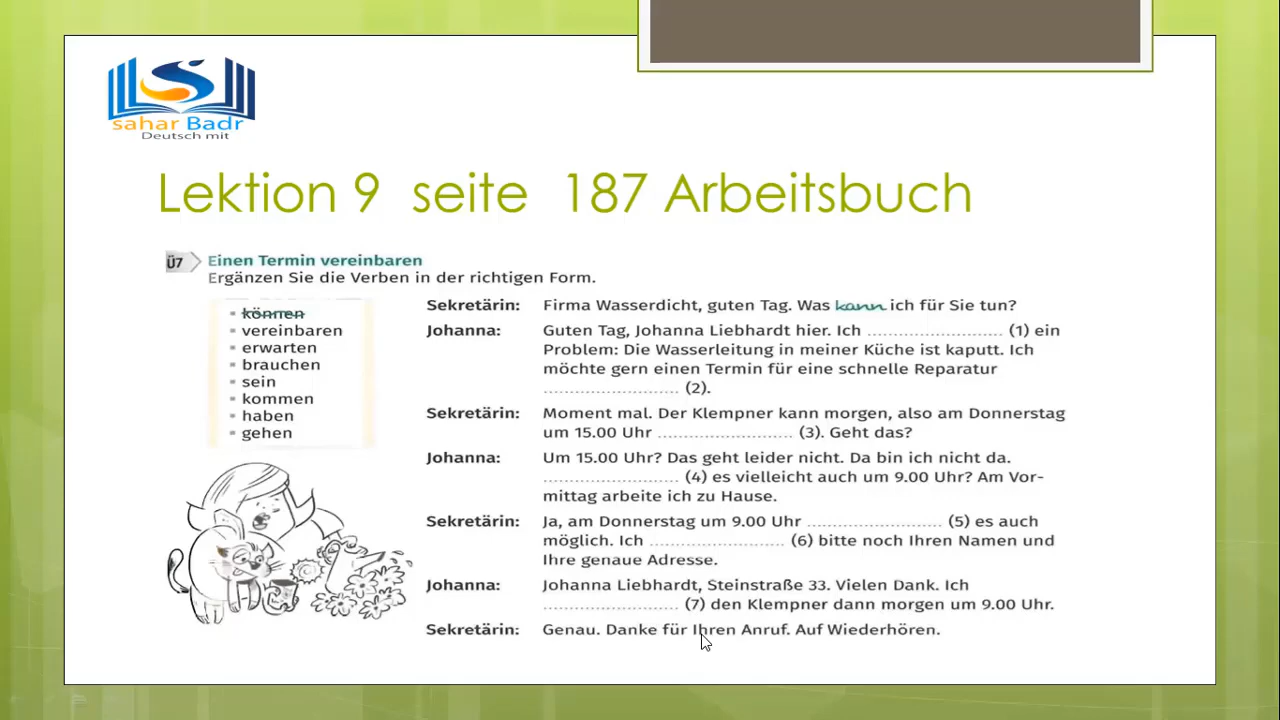 sahar Badr
Deutsch mit
Lektion 9 seite 187 Arbeitsbuch
Ü7 Einen Termin vereinbaren
Ergänzen Sie die Verben in der richtigen Form.
▪ können
▪ vereinbaren
▪ erwarten
▪ brauchen
▪ sein
▪ kommen
▪ haben
▪ gehen
Sekretärin: Firma Wasserdicht, guten Tag. Was kann ich für Sie tun?
Johanna: Guten Tag, Johanna Liebhardt hier. Ich .............................. (1) ein
Problem: Die Wasserleitung in meiner Küche ist kaputt. Ich
möchte gern einen Termin für eine schnelle Reparatur
.............................. (2).
Sekretärin: Moment mal. Der Klempner kann morgen, also am Donnerstag
um 15.00 Uhr .............................. (3). Geht das?
Johanna: Um 15.00 Uhr? Das geht leider nicht. Da bin ich nicht da.
.............................. (4) es vielleicht auch um 9.00 Uhr? Am Vor-
mittag arbeite ich zu Hause.
Sekretärin: Ja, am Donnerstag um 9.00 Uhr .............................. (5) es auch
möglich. Ich .............................. (6) bitte noch Ihren Namen und
Ihre genaue Adresse.
Johanna: Johanna Liebhardt, Steinstraße 33. Vielen Dank. Ich
.............................. (7) den Klempner dann morgen um 9.00 Uhr.
Sekretärin: Genau. Danke für Ihren Anruf. Auf Wiederhören.